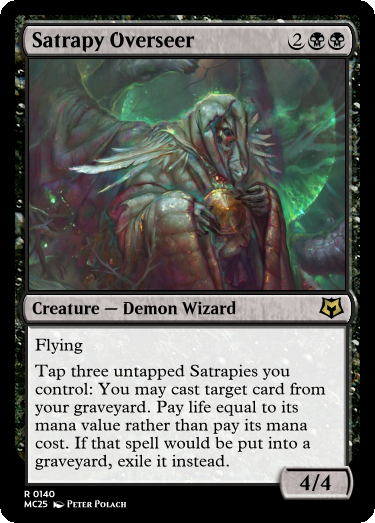 Satrapy Overseer 2
Creature — Demon Wizard
Flying
Tap three untapped Satrapies you
control: You may cast target card from
your graveyard. Pay life equal to its
mana value rather than pay its mana
cost. If that spell would be put into a
graveyard, exile it instead.
4/4
R 0140
MC25 Peter Polach